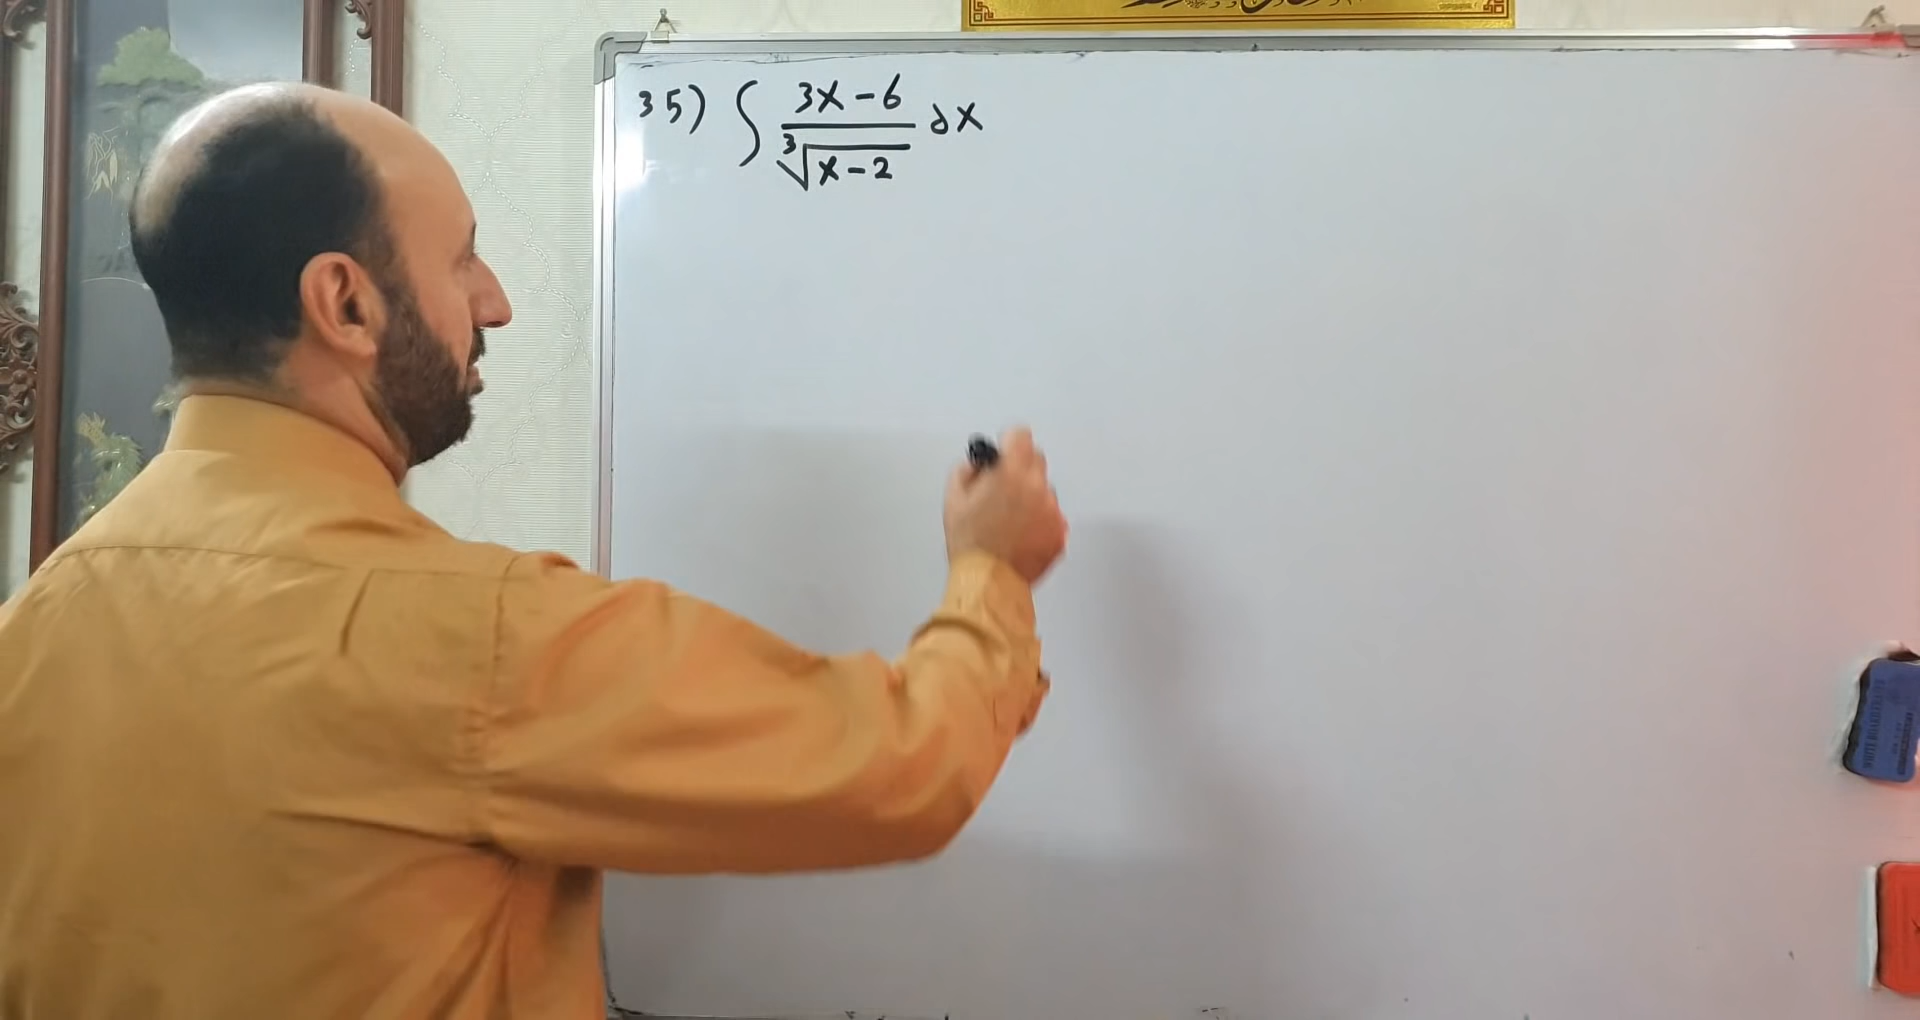 35) ∫ (3x-6)/(∛(x-2)) dx